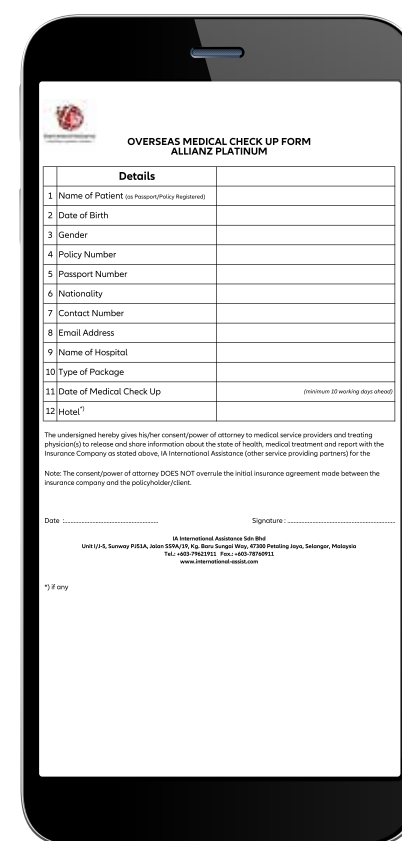 OVERSEAS MEDICAL CHECK UP FORM
ALLIANZ PLATINUM
Details
1 Name of Patient (as Passport/Policy Registered)
2 Date of Birth
3 Gender
4 Policy Number
5 Passport Number
6 Nationality
7 Contact Number
8 Email Address
9 Name of Hospital
10 Type of Package
11 Date of Medical Check Up (minimum 10 working days ahead)
12 Hotel*)
The undersigned hereby gives his/her consent/power of attorney to medical service providers and treating
physician(s) to release and share information about the state of health, medical treatment and report with the
Insurance Company as stated above, IA International Assistance (other service providing partners) for the
Note: The consent/power of attorney DOES NOT overrule the initial insurance agreement made between the
insurance company and the policyholder/client.
Date :.................................................... Signature : ............................................................
IA International Assistance Sdn Bhd
Unit I/J-5, Sunway PJ51A, Jalan SS9A/19, Kg. Baru Sungai Way, 47300 Petaling Jaya, Selangor, Malaysia
Tel.: +603-79621911 Fax.: +603-78760911
www.international-assist.com
*) if any